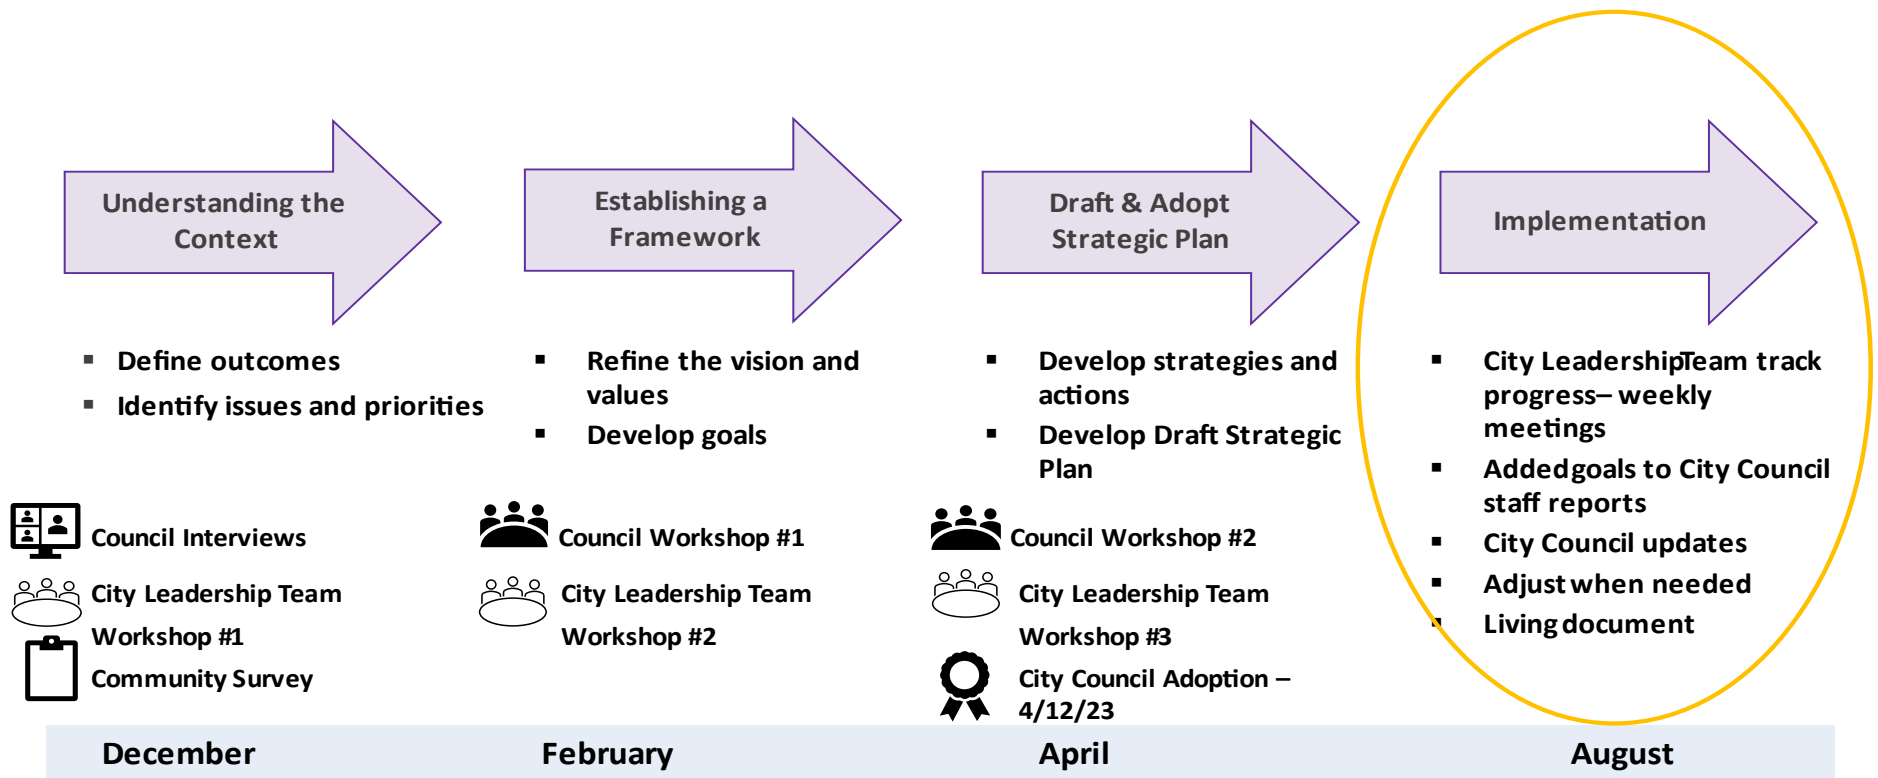 Understanding the
Context
Establishing a
Framework
Draft & Adopt
Strategic Plan
Implementation
▪ Define outcomes
▪ Identify issues and priorities
▪ Refine the vision and
values
▪ Develop goals
▪ Develop strategies and
actions
▪ Develop Draft Strategic
Plan
▪ City LeadershipTeam track
progress– weekly
meetings
▪ Addedgoals to City Council
staff reports
▪ City Council updates
▪ Adjust when needed
▪ Living document
Council Interviews
City Leadership Team
Workshop #1
Community Survey
Council Workshop #1
City Leadership Team
Workshop #2
Council Workshop #2
City Leadership Team
Workshop #3
City Council Adoption –
4/12/23
December
February
April
August